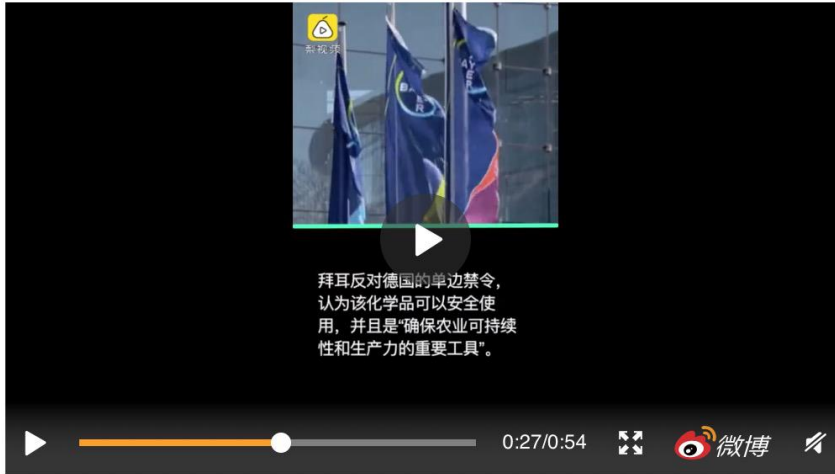 梨视频
BAYER
BAYER
拜耳反对德国的单边禁令，
认为该化学品可以安全使
用，并且是“确保农业可持续
性和生产力的重要工具”。
0:27/0:54
微博